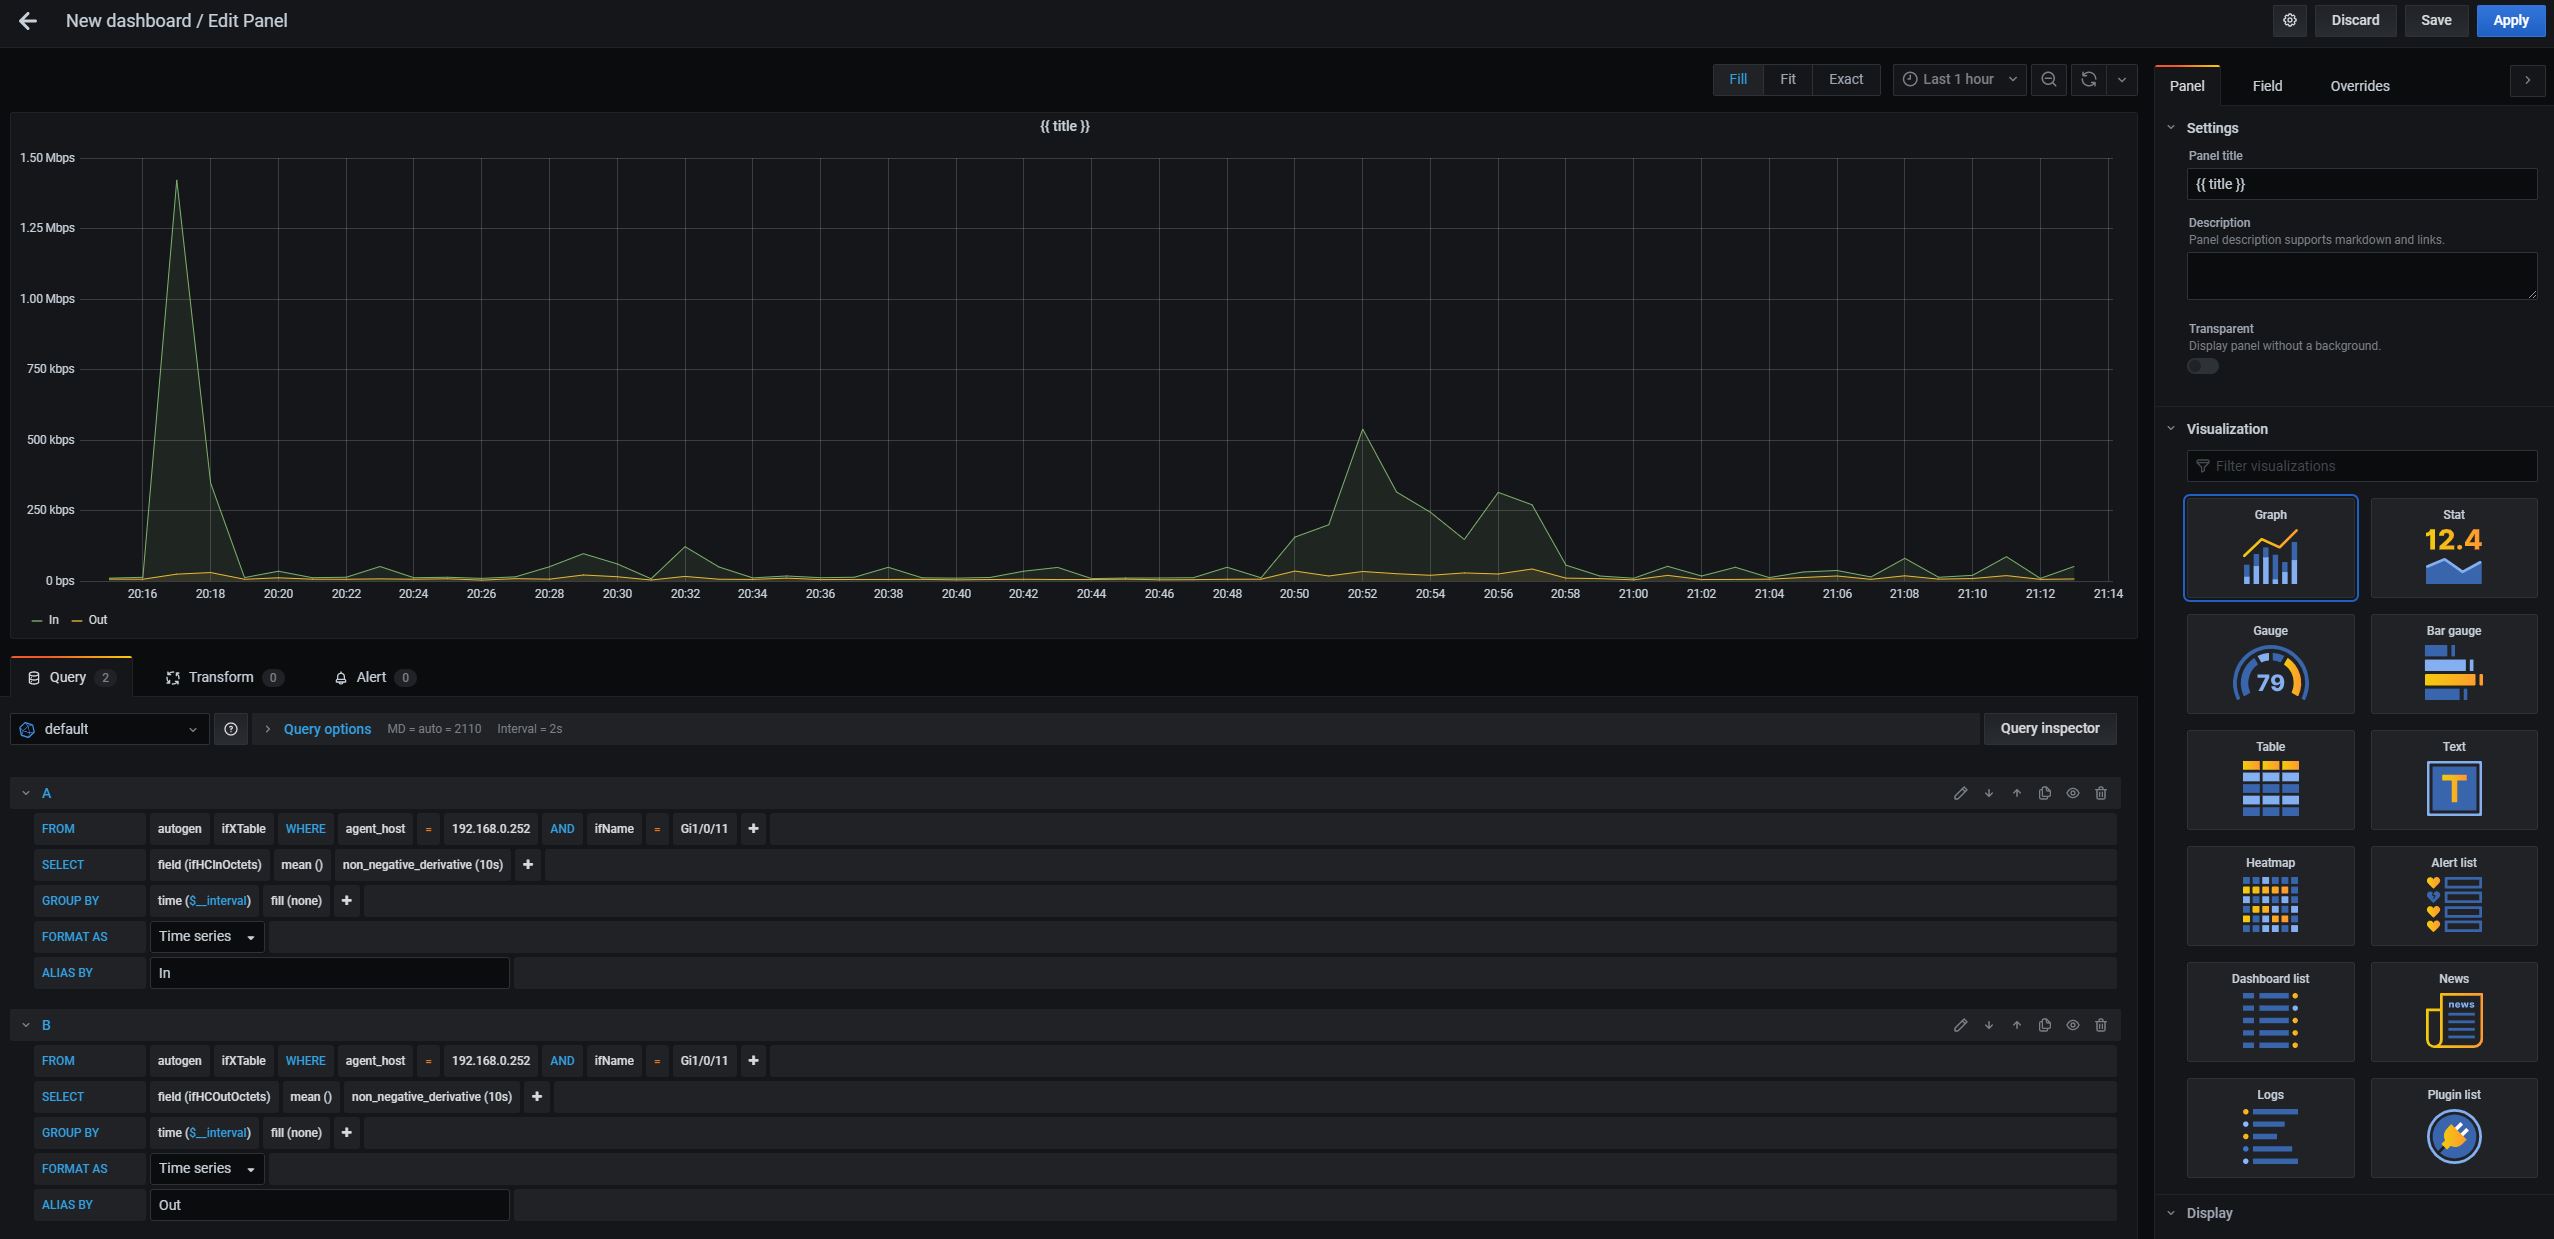 New dashboard / Edit Panel
Discard Save Apply
Fill Fit Exact Last 1 hour
{{ title }}
1.50 Mbps
1.25 Mbps
1.00 Mbps
750 kbps
500 kbps
250 kbps
0 bps
20:16 20:18 20:20 20:22 20:24 20:26 20:28 20:30 20:32 20:34 20:36 20:38 20:40 20:42 20:44 20:46 20:48 20:50 20:52 20:54 20:56 20:58 21:00 21:02 21:04 21:06 21:08 21:10 21:12 21:14
In Out
Query 2 Transform 0 Alert 0
default Query options MD = auto = 2110 Interval = 2s Query inspector
A
FROM autogen ifXTable WHERE agent_host = 192.168.0.252 AND ifName = Gi1/0/11 +
SELECT field (ifHCInOctets) mean () non_negative_derivative (10s) +
GROUP BY time ($__interval) fill (none) +
FORMAT AS Time series
ALIAS BY In
B
FROM autogen ifXTable WHERE agent_host = 192.168.0.252 AND ifName = Gi1/0/11 +
SELECT field (ifHCOutOctets) mean () non_negative_derivative (10s) +
GROUP BY time ($__interval) fill (none) +
FORMAT AS Time series
ALIAS BY Out
Panel Field Overrides
Settings
Panel title
{{ title }}
Description
Panel description supports markdown and links.
Transparent
Display panel without a background.
Visualization
Filter visualizations
Graph Stat
12.4
Gauge Bar gauge
79
Table Text
T
Heatmap Alert list
Dashboard list News
news
Logs Plugin list
Display